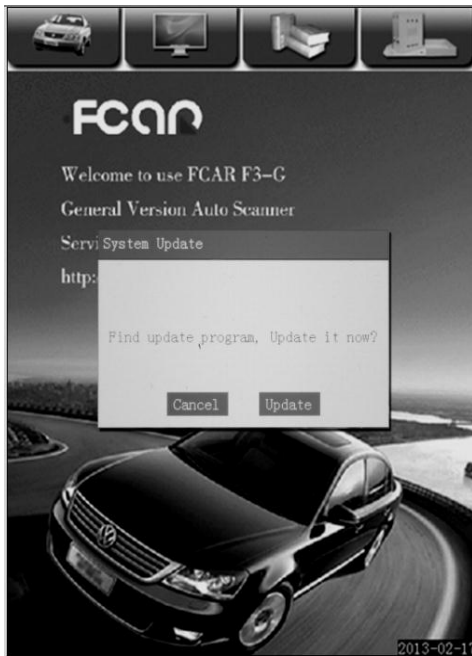 FCAR
Welcome to use FCAR F3-G
General Version Auto Scanner
Servi
http:
System Update
Find update program, Update it now?
Cancel
Update
2013-02-17